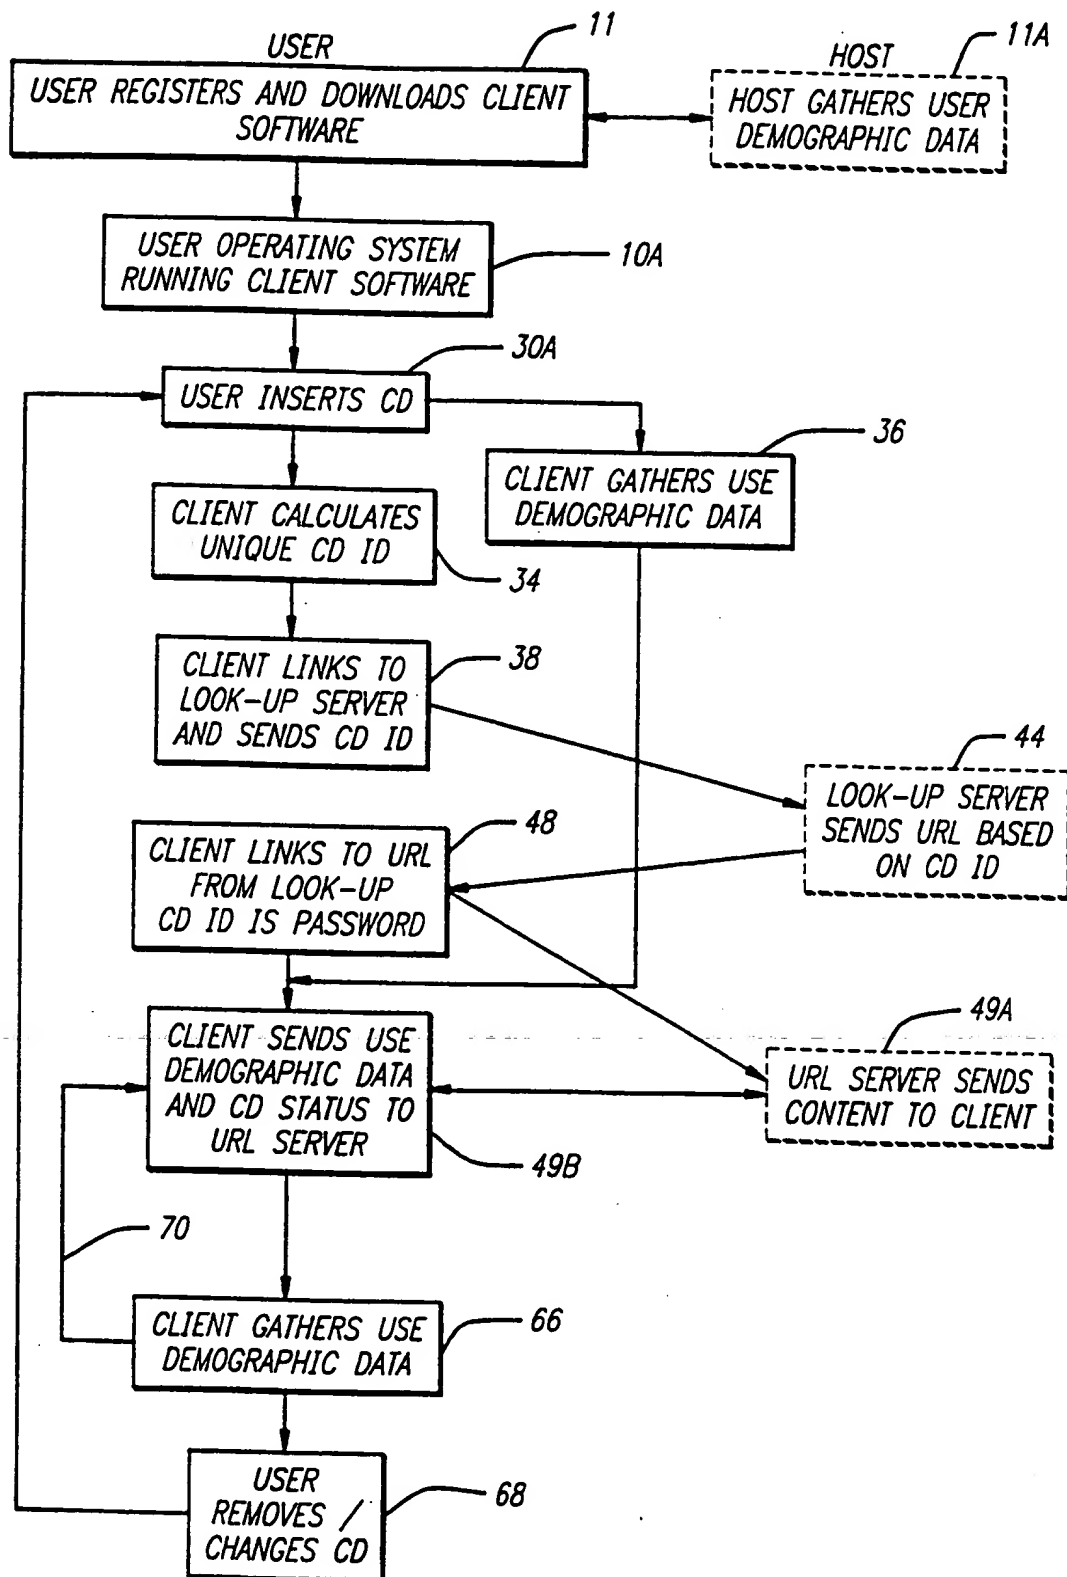 USER
11
USER REGISTERS AND DOWNLOADS CLIENT
SOFTWARE
HOST
11A
HOST GATHERS USER
DEMOGRAPHIC DATA
USER OPERATING SYSTEM
RUNNING CLIENT SOFTWARE
10A
30A
USER INSERTS CD
36
CLIENT GATHERS USE
DEMOGRAPHIC DATA
CLIENT CALCULATES
UNIQUE CD ID
34
CLIENT LINKS TO
LOOK-UP SERVER
AND SENDS CD ID
38
44
LOOK-UP SERVER
SENDS URL BASED
ON CD ID
48
CLIENT LINKS TO URL
FROM LOOK-UP
CD ID IS PASSWORD
49A
URL SERVER SENDS
CONTENT TO CLIENT
CLIENT SENDS USE
DEMOGRAPHIC DATA
AND CD STATUS TO
URL SERVER
49B
70
CLIENT GATHERS USE
DEMOGRAPHIC DATA
66
USER
REMOVES /
CHANGES CD
68